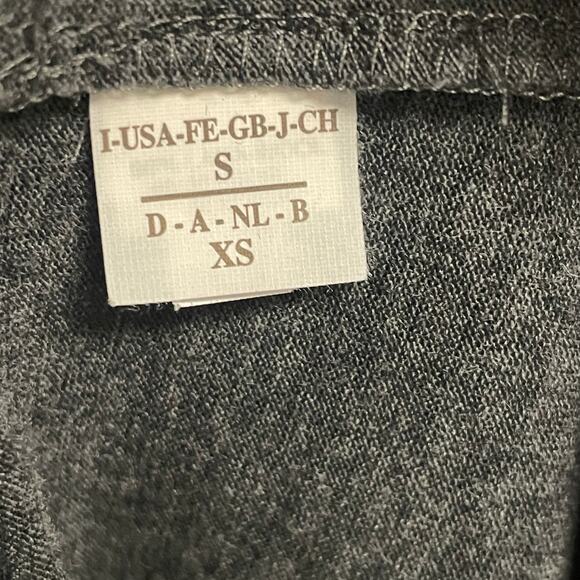 I-USA-FE-GB-J-CH
S
D - A - NL - B
XS